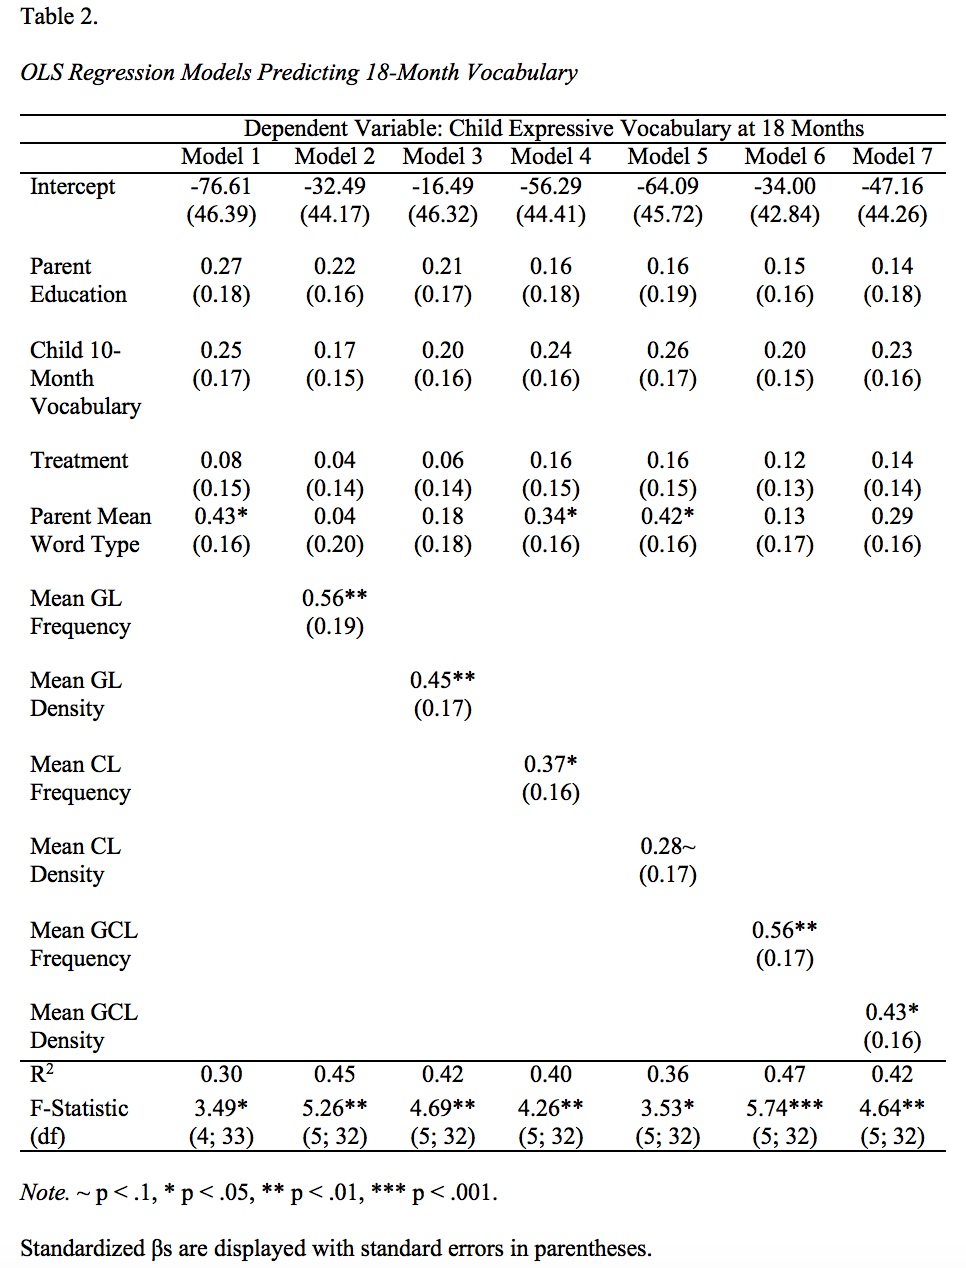 Table 2.
OLS Regression Models Predicting 18-Month Vocabulary
Dependent Variable: Child Expressive Vocabulary at 18 Months
Model 1 Model 2 Model 3 Model 4 Model 5 Model 6 Model 7
Intercept -76.61 -32.49 -16.49 -56.29 -64.09 -34.00 -47.16
(46.39) (44.17) (46.32) (44.41) (45.72) (42.84) (44.26)
Parent 0.27 0.22 0.21 0.16 0.16 0.15 0.14
Education (0.18) (0.16) (0.17) (0.18) (0.19) (0.16) (0.18)
Child 10- 0.25 0.17 0.20 0.24 0.26 0.20 0.23
Month (0.17) (0.15) (0.16) (0.16) (0.17) (0.15) (0.16)
Vocabulary
Treatment 0.08 0.04 0.06 0.16 0.16 0.12 0.14
(0.15) (0.14) (0.14) (0.15) (0.15) (0.13) (0.14)
Parent Mean 0.43* 0.04 0.18 0.34* 0.42* 0.13 0.29
Word Type (0.16) (0.20) (0.18) (0.16) (0.16) (0.17) (0.16)
Mean GL 0.56**
Frequency (0.19)
Mean GL 0.45**
Density (0.17)
Mean CL 0.37*
Frequency (0.16)
Mean CL 0.28~
Density (0.17)
Mean GCL 0.56**
Frequency (0.17)
Mean GCL 0.43*
Density (0.16)
R² 0.30 0.45 0.42 0.40 0.36 0.47 0.42
F-Statistic 3.49* 5.26** 4.69** 4.26** 3.53* 5.74*** 4.64**
(df) (4; 33) (5; 32) (5; 32) (5; 32) (5; 32) (5; 32) (5; 32)
Note. ~ p < .1, * p < .05, ** p < .01, *** p < .001.
Standardized βs are displayed with standard errors in parentheses.